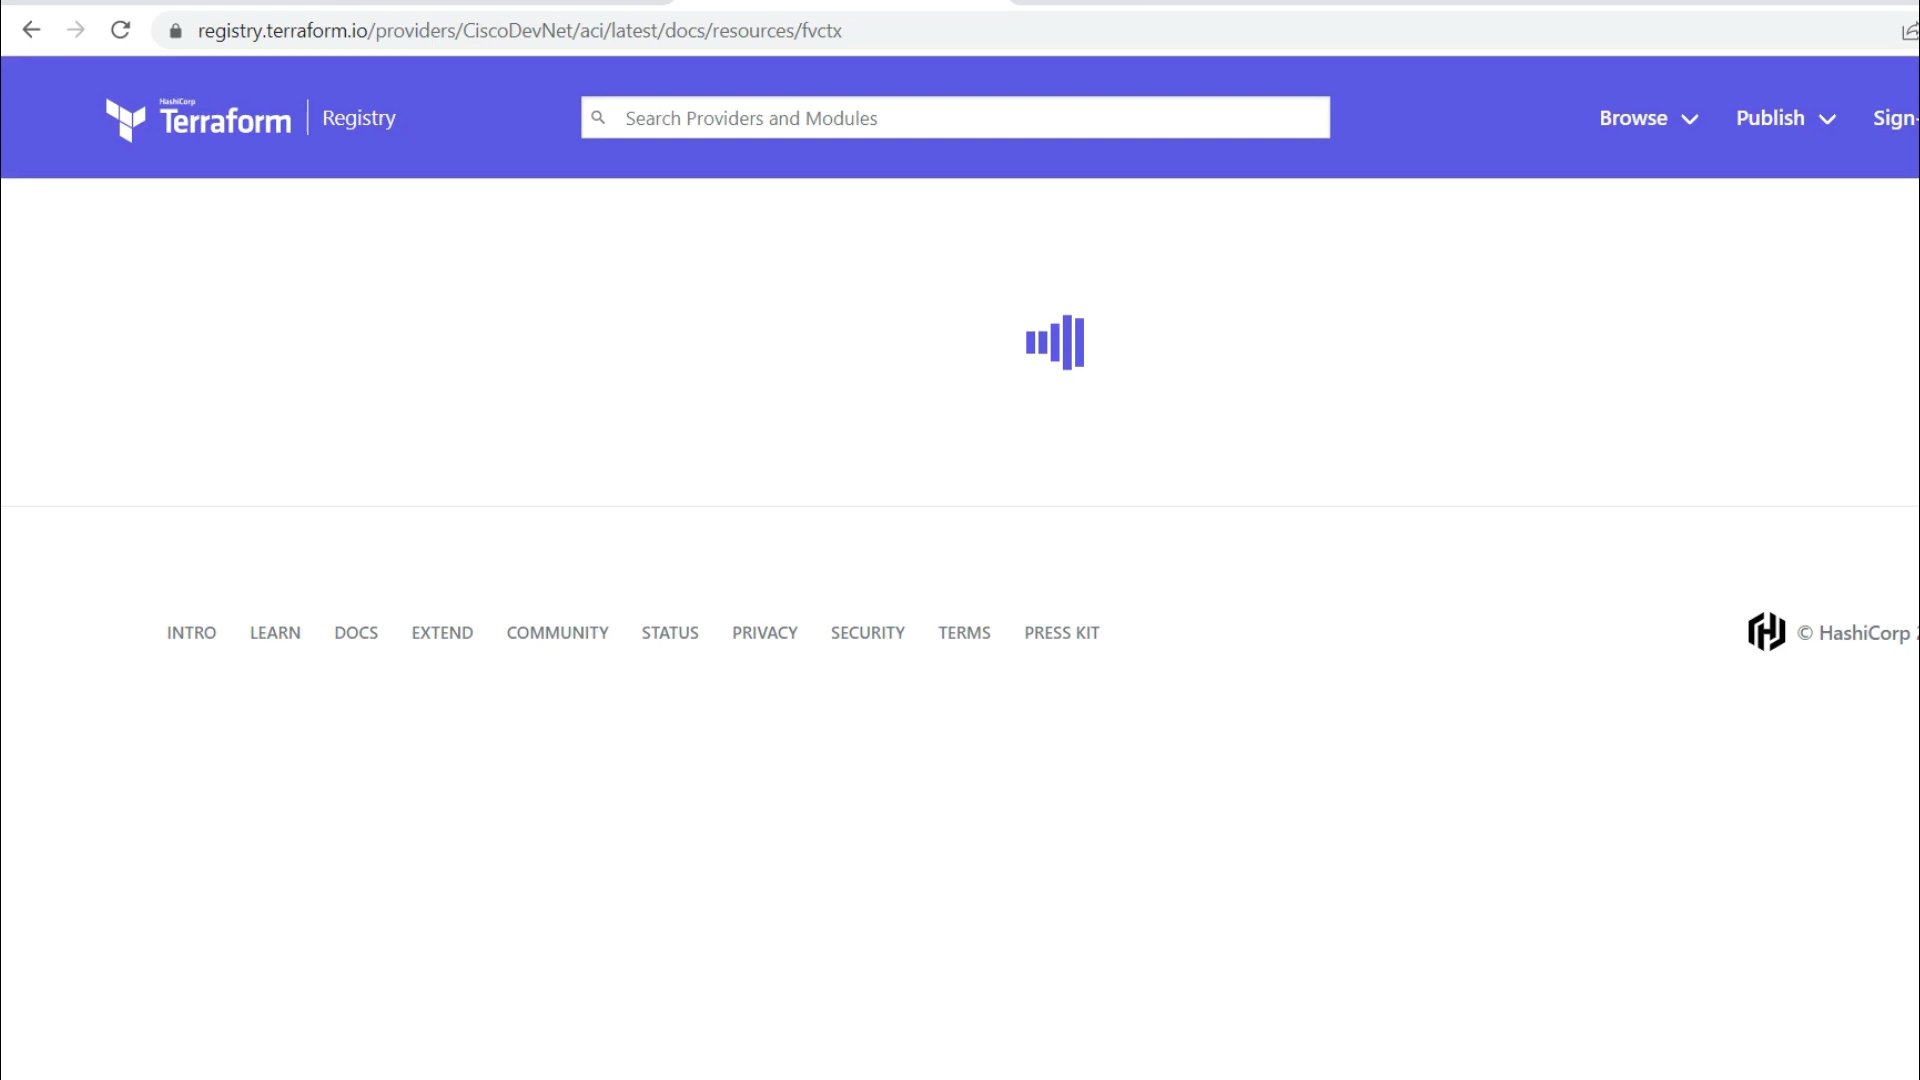 registry.terraform.io/providers/CiscoDevNet/aci/latest/docs/resources/fvctx
HashiCorp
Terraform
Registry
Search Providers and Modules
Browse
Publish
Sign-
INTRO
LEARN
DOCS
EXTEND
COMMUNITY
STATUS
PRIVACY
SECURITY
TERMS
PRESS KIT
© HashiCorp